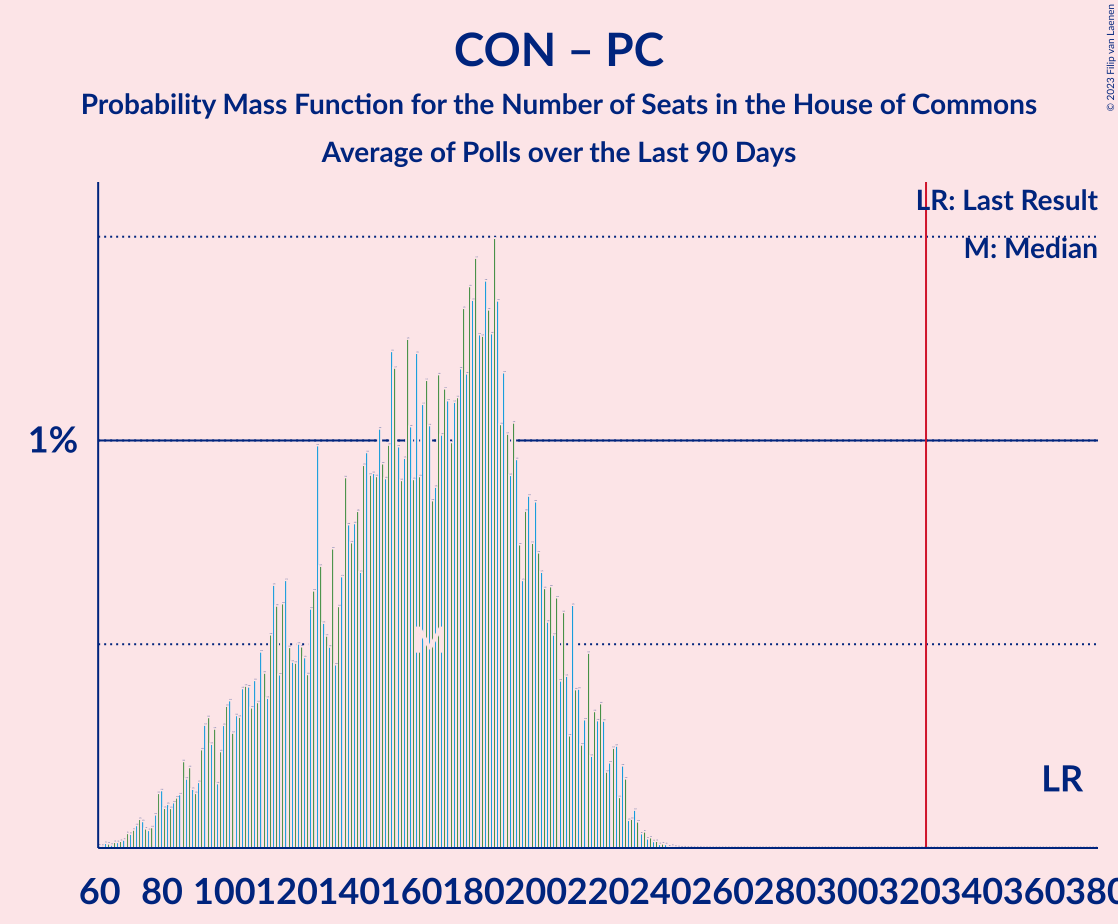 CON – PC
Probability Mass Function for the Number of Seats in the House of Commons
Average of Polls over the Last 90 Days
© 2023 Filip van Laenen
LR: Last Result
M: Median
1%
M
LR
60 80 100 120 140 160 180 200 220 240 260 280 300 320 340 360 380